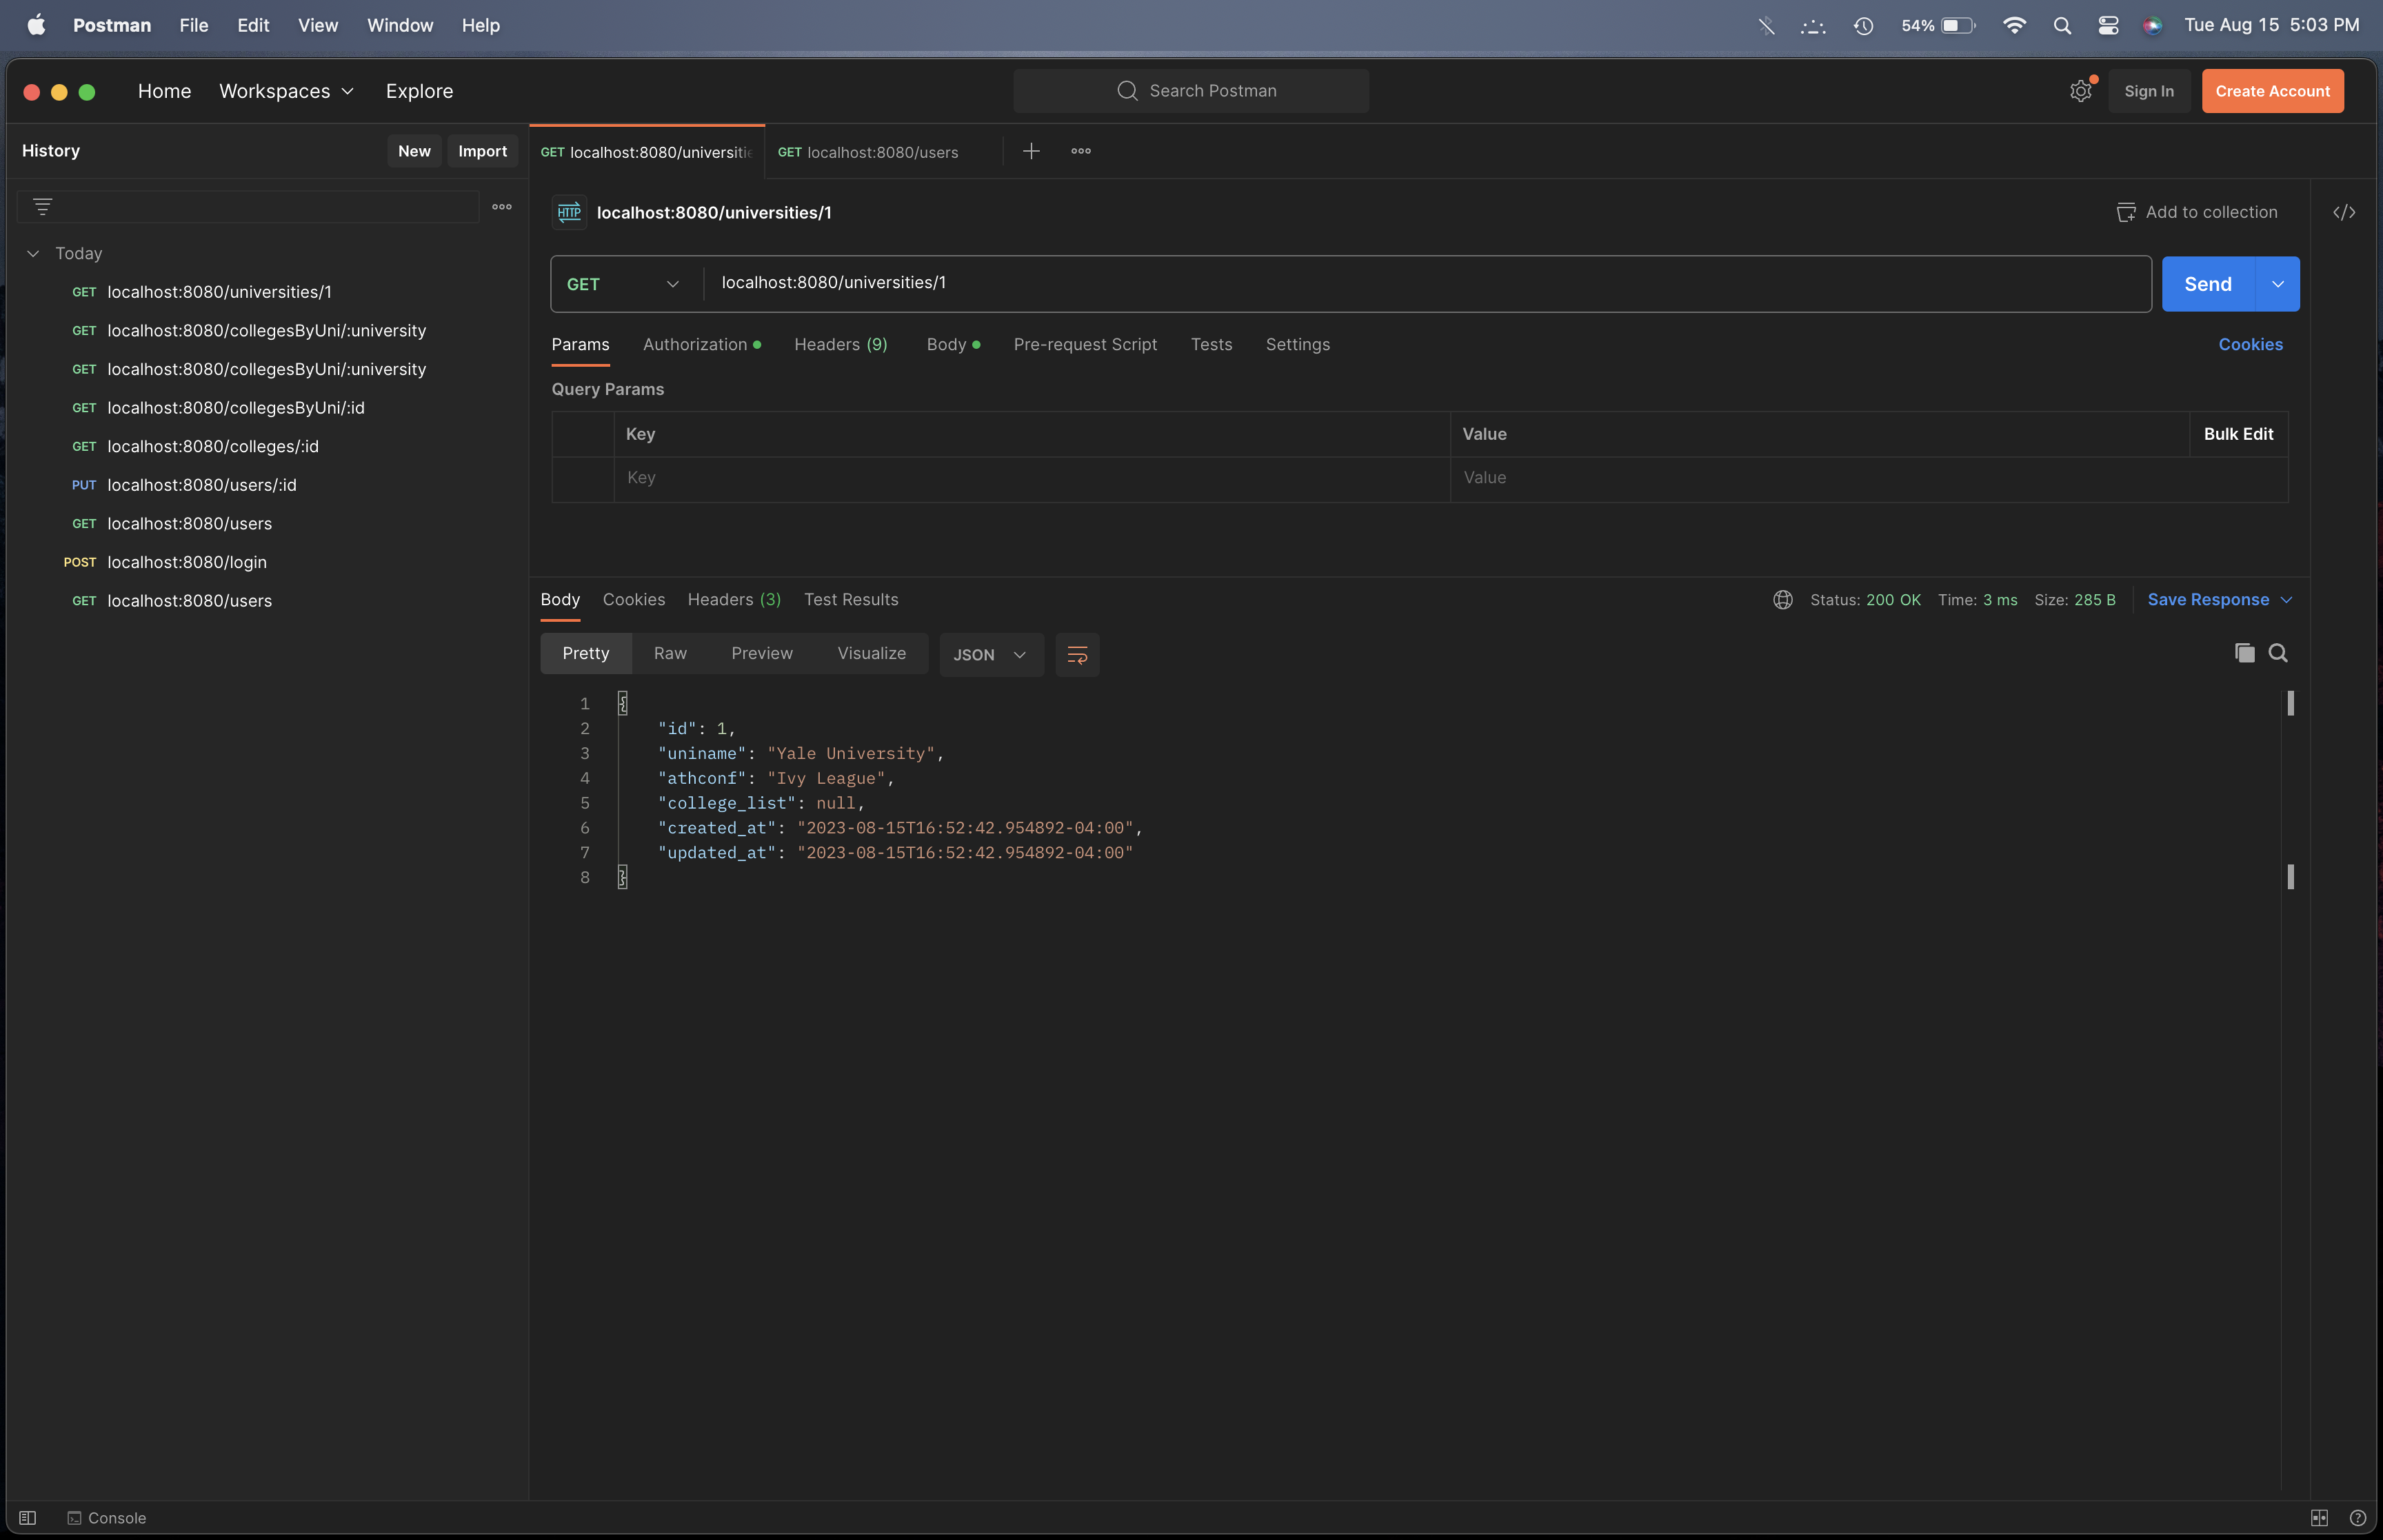 Postman File Edit View Window Help 54% Tue Aug 15 5:03 PM
Home Workspaces Explore Search Postman Sign In Create Account
History New Import
GET localhost:8080/universitie GET localhost:8080/users
HTTP localhost:8080/universities/1 Add to collection </>
Today
GET localhost:8080/universities/1
GET localhost:8080/collegesByUni/:university
GET localhost:8080/collegesByUni/:university
GET localhost:8080/collegesByUni/:id
GET localhost:8080/colleges/:id
PUT localhost:8080/users/:id
GET localhost:8080/users
POST localhost:8080/login
GET localhost:8080/users
GET localhost:8080/universities/1 Send
Params Authorization Headers (9) Body Pre-request Script Tests Settings Cookies
Query Params
Key Value Bulk Edit
Key Value
Body Cookies Headers (3) Test Results Status: 200 OK Time: 3 ms Size: 285 B Save Response
Pretty Raw Preview Visualize JSON
1 {
2 "id": 1,
3 "uniname": "Yale University",
4 "athconf": "Ivy League",
5 "college_list": null,
6 "created_at": "2023-08-15T16:52:42.954892-04:00",
7 "updated_at": "2023-08-15T16:52:42.954892-04:00"
8 }
Console